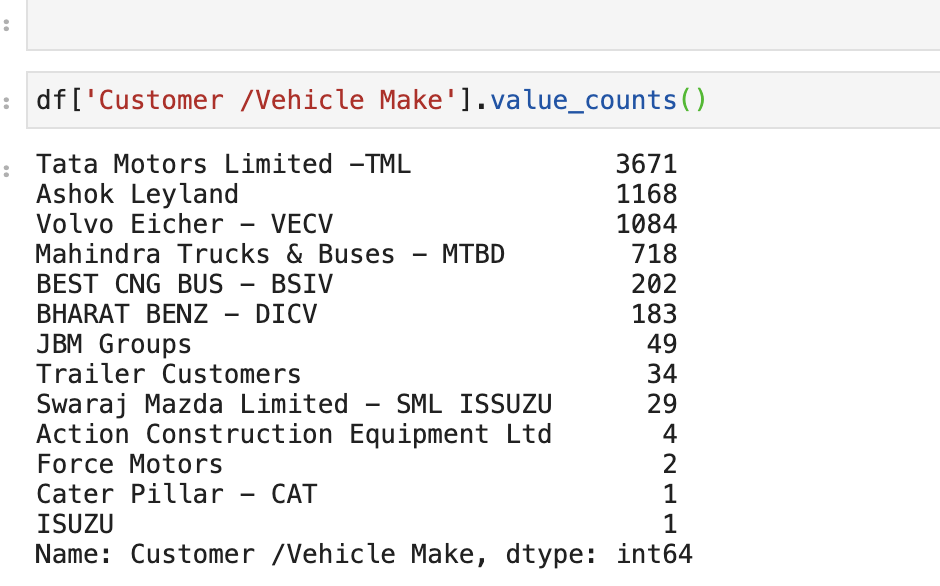 df['Customer /Vehicle Make'].value_counts()
Tata Motors Limited -TML 3671
Ashok Leyland 1168
Volvo Eicher - VECV 1084
Mahindra Trucks & Buses - MTBD 718
BEST CNG BUS - BSIV 202
BHARAT BENZ - DICV 183
JBM Groups 49
Trailer Customers 34
Swaraj Mazda Limited - SML ISSUZU 29
Action Construction Equipment Ltd 4
Force Motors 2
Cater Pillar - CAT 1
ISUZU 1
Name: Customer /Vehicle Make, dtype: int64